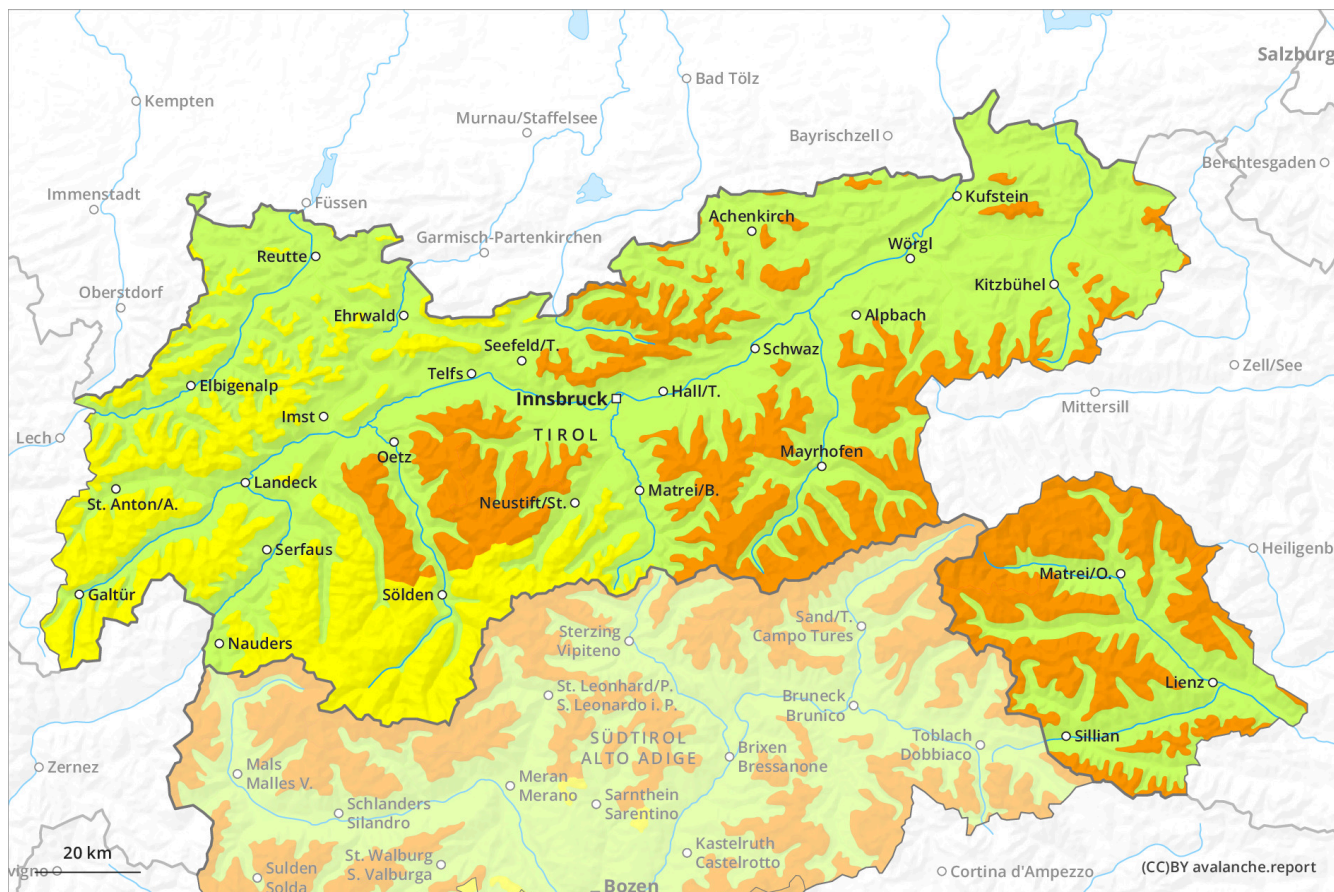 Salzburg
Bad Tölz
Kempten
Murnau/Staffelsee
Bayrischzell
Berchtesgaden
Immenstadt
Füssen
Kufstein
Achenkirch
Garmisch-Partenkirchen
Wörgl
Reutte
Oberstdorf
Kitzbühel
Ehrwald
Alpbach
Seefeld/T.
Schwaz
Zell/See
Telfs
Elbigenalp
Hall/T.
Innsbruck
Mittersill
Imst
Lech
TIROL
Oetz
Mayrhofen
Landeck
Matrei/B.
St. Anton/A.
Neustift/St.
Serfaus
Heiligenb
Matrei/O.
Galtür
Sölden
Sand/T.
Campo Tures
Sterzing
Vipiteno
Nauders
Lienz
St. Leonhard/P.
S. Leonardo i. P.
Bruneck
Brunico
SÜDTIROL
ALTO ADIGE
Toblach
Dobbiaco
Sillian
Brixen
Bressanone
Zernez
Mals
Malles V.
Meran
Merano
Sarnthein
Sarentino
Schlanders
Silandro
Kastelruth
Castelrotto
20 km
St. Walburg
S. Valburga
vigno
Sulden
Solda
Bozen
Cortina d'Ampezzo
(CC)BY avalanche.report